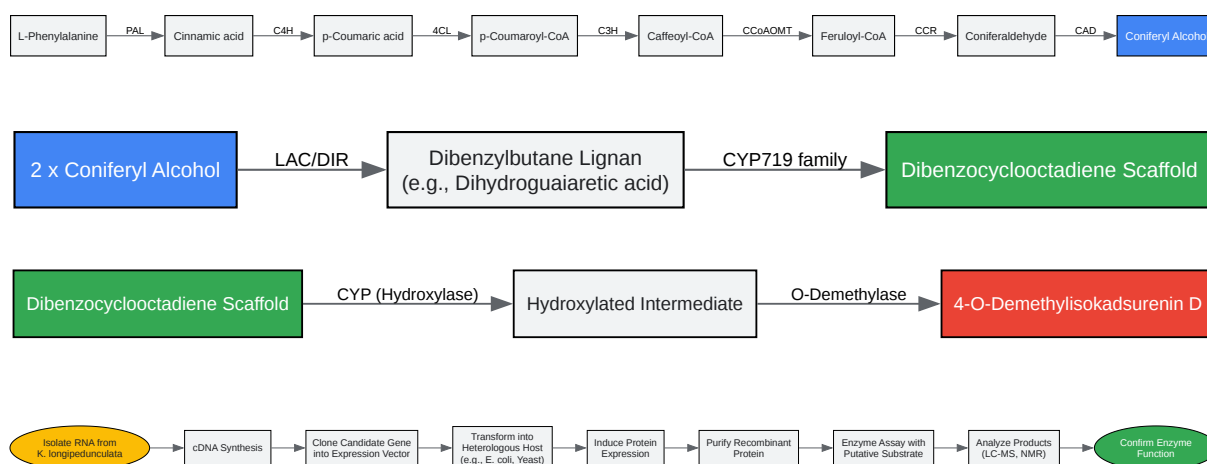 PAL
C4H
4CL
C3H
CCoAOMT
CCR
CAD
L-Phenylalanine
Cinnamic acid
p-Coumaric acid
p-Coumaroyl-CoA
Caffeoyl-CoA
Feruloyl-CoA
Coniferaldehyde
Coniferyl Alcohol
2 x Coniferyl Alcohol
LAC/DIR
Dibenzylbutane Lignan
(e.g., Dihydroguaiaretic acid)
CYP719 family
Dibenzocyclooctadiene Scaffold
Dibenzocyclooctadiene Scaffold
CYP (Hydroxylase)
Hydroxylated Intermediate
O-Demethylase
4-O-Demethylisokadsurenin D
Isolate RNA from
K. longipedunculata
cDNA Synthesis
Clone Candidate Gene
into Expression Vector
Transform into
Heterologous Host
(e.g., E. coli, Yeast)
Induce Protein
Expression
Purify Recombinant
Protein
Enzyme Assay with
Putative Substrate
Analyze Products
(LC-MS, NMR)
Confirm Enzyme
Function